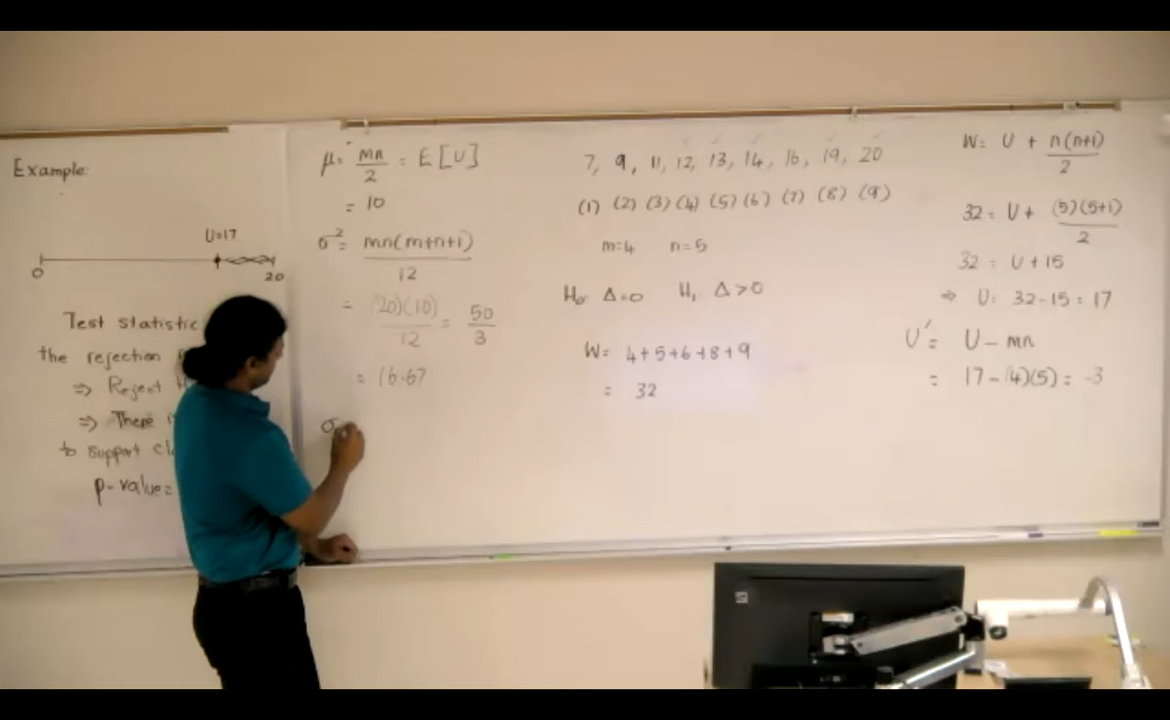 Example:
U=17
0
20
Test statistic
the rejection
⇒ Reject
⇒ There
to support
p-value=
μ = mn/2 = E[U]
= 10
σ² = mn(m+n+1)/12
= (20)(10)/12 = 50/3
= 16.67
σ
7, 9, 11, 12, 13, 14, 16, 19, 20
(1) (2) (3) (4) (5) (6) (7) (8) (9)
m=4 n=5
H₀: Δ=0 H₁ Δ>0
W= 4+5+6+8+9
= 32
W= U + n(n+1)/2
32 = U + (5)(5+1)/2
32 = U+15
⇒ U= 32-15 = 17
U′ = U - mn
= 17-(4)(5) = -3